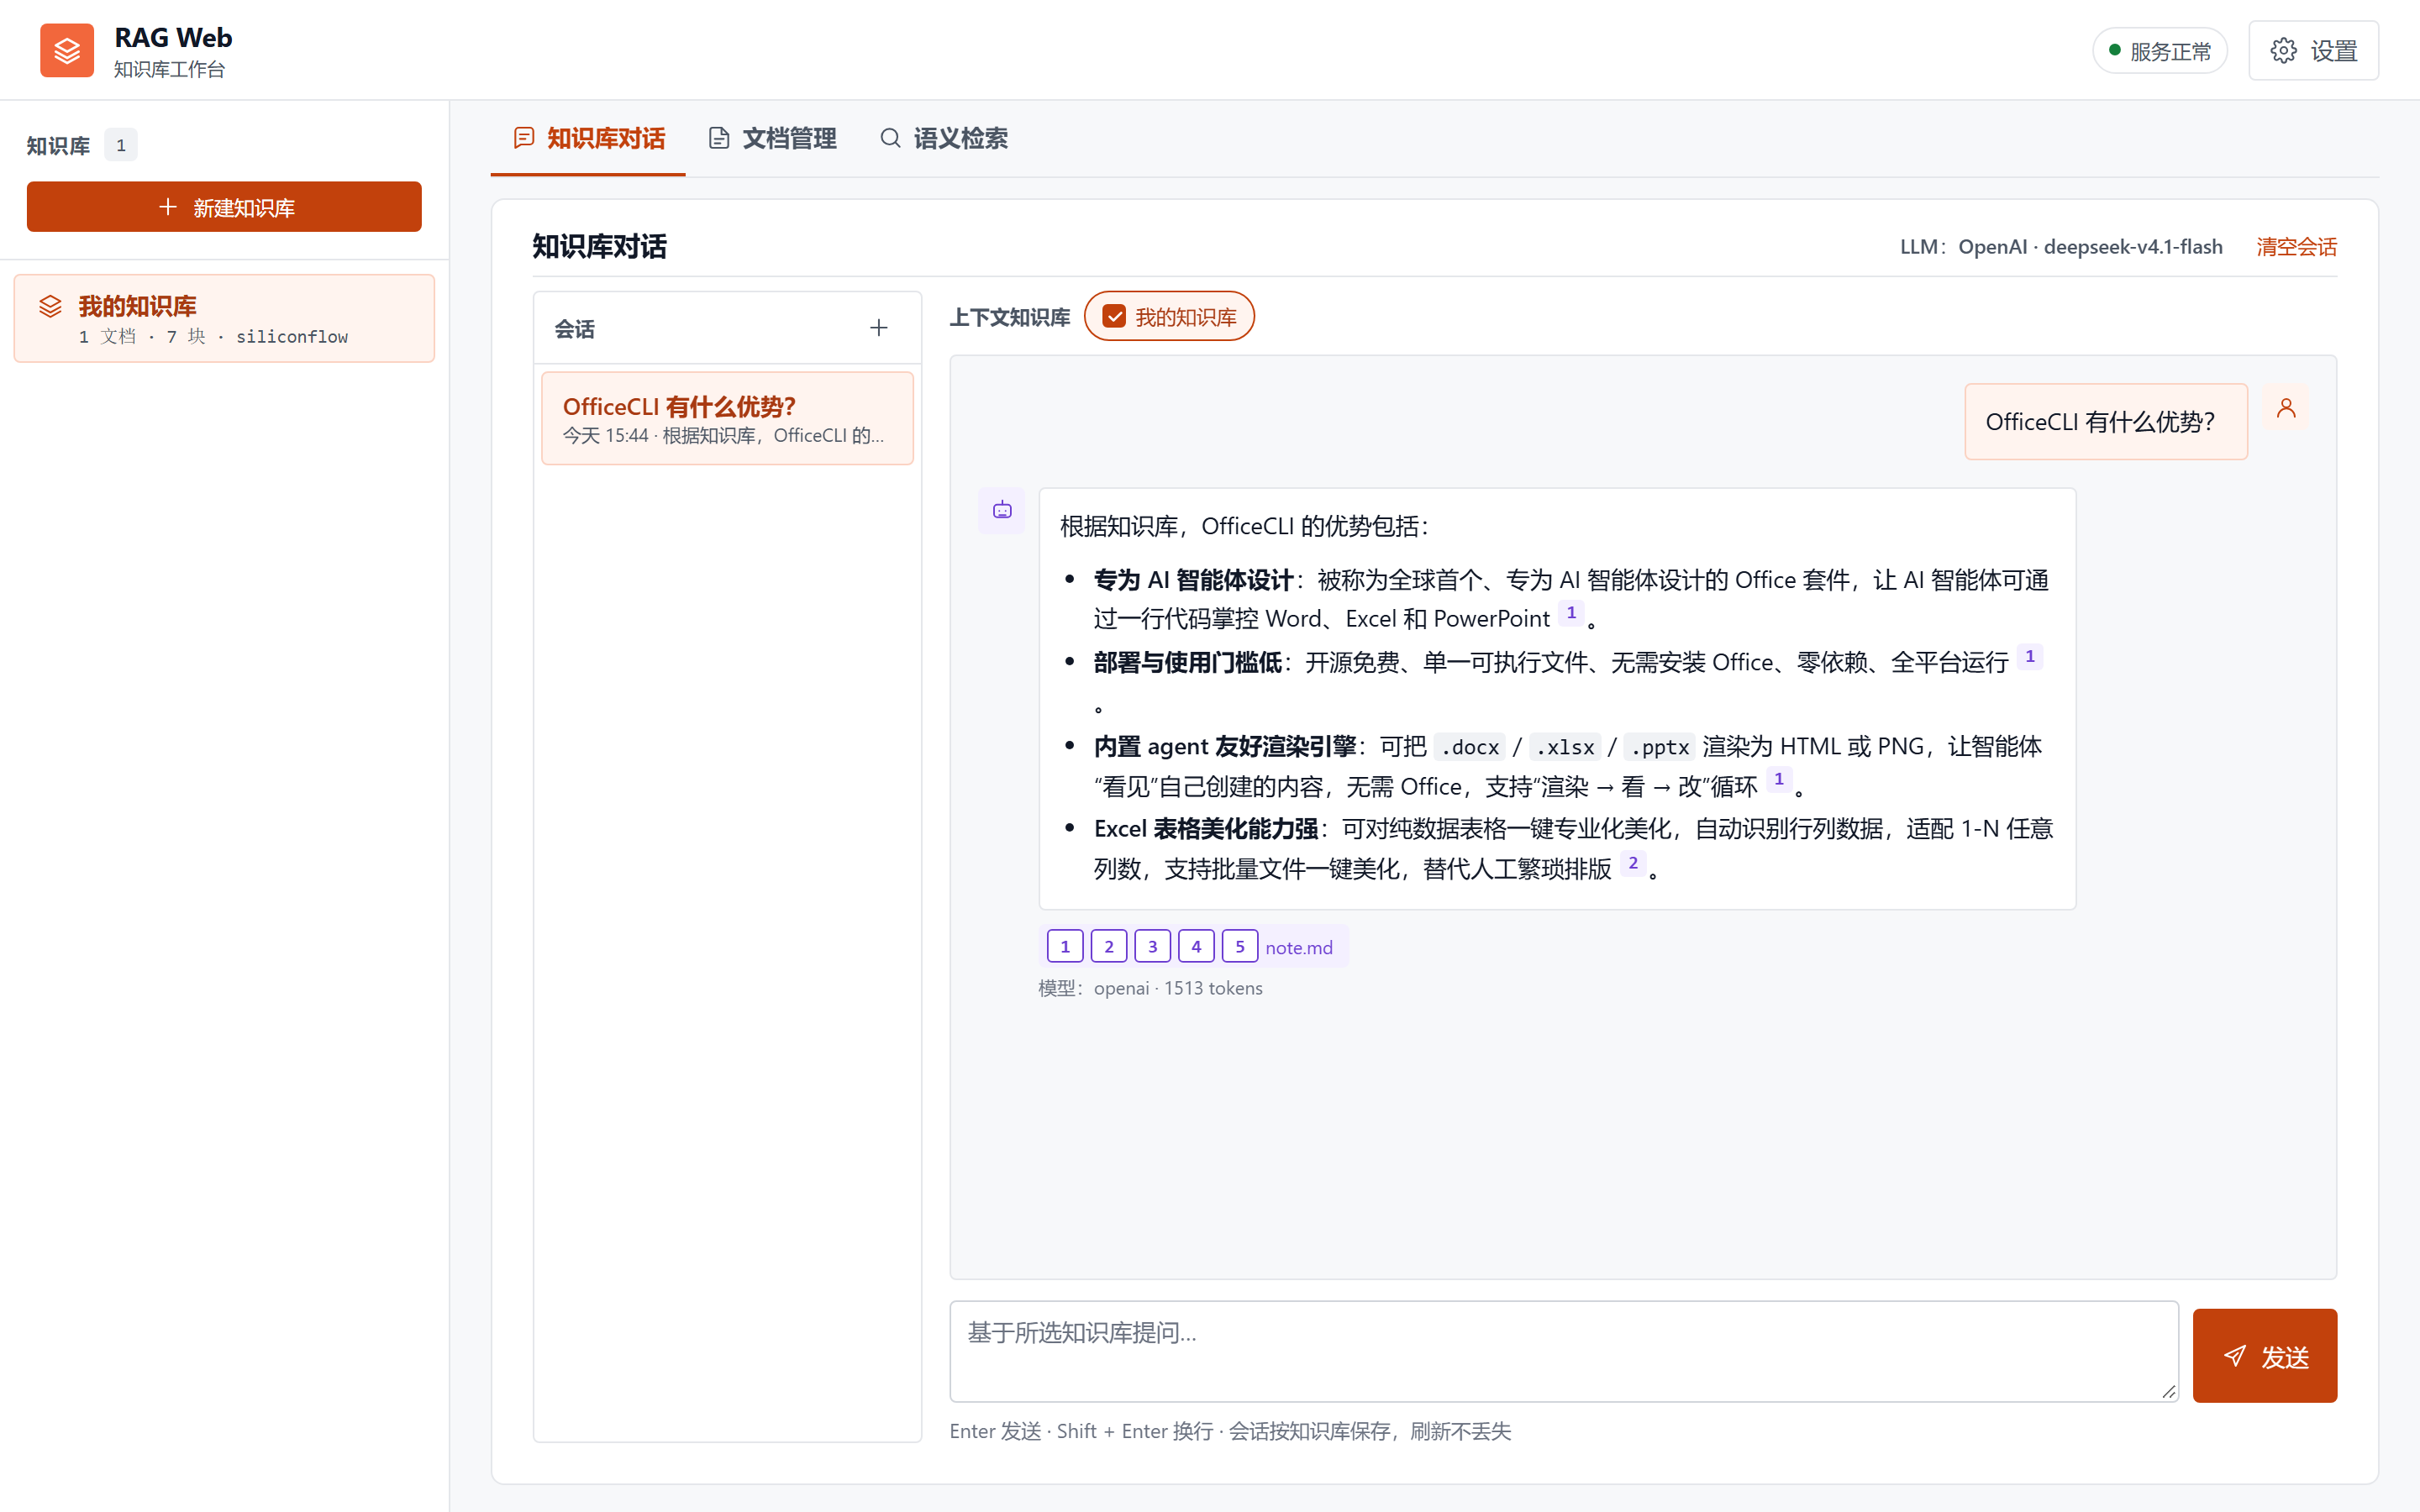 RAG Web
知识库工作台
服务正常
设置
知识库 1
新建知识库
我的知识库
1 文档 · 7 块 · siliconflow
知识库对话
文档管理
语义检索
知识库对话
LLM：OpenAI · deepseek-v4.1-flash
清空会话
会话
OfficeCLI 有什么优势？
今天 15:44 · 根据知识库，OfficeCLI 的...
上下文知识库
我的知识库
OfficeCLI 有什么优势？
根据知识库，OfficeCLI 的优势包括：
专为 AI 智能体设计：被称为全球首个、专为 AI 智能体设计的 Office 套件，让 AI 智能体可通
过一行代码掌控 Word、Excel 和 PowerPoint 1。
部署与使用门槛低：开源免费、单一可执行文件、无需安装 Office、零依赖、全平台运行 1
。
内置 agent 友好渲染引擎：可把 .docx / .xlsx / .pptx 渲染为 HTML 或 PNG，让智能体
“看见”自己创建的内容，无需 Office，支持“渲染 → 看 → 改”循环 1。
Excel 表格美化能力强：可对纯数据表格一键专业化美化，自动识别行列数据，适配 1-N 任意
列数，支持批量文件一键美化，替代人工繁琐排版 2。
1 2 3 4 5 note.md
模型：openai · 1513 tokens
基于所选知识库提问...
发送
Enter 发送 · Shift + Enter 换行 · 会话按知识库保存，刷新不丢失